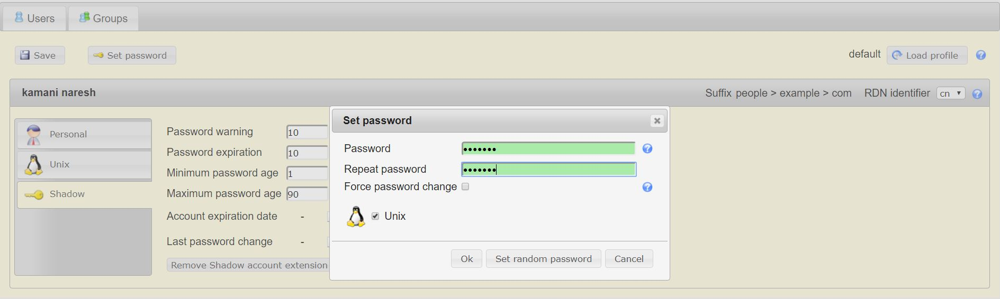 Users Groups
Save Set password default Load profile
kamani naresh Suffix people > example > com RDN identifier cn
Personal
Unix
Shadow
Password warning 10
Password expiration 10
Minimum password age 1
Maximum password age 90
Account expiration date -
Last password change -
Remove Shadow account extension
Set password
Password •••••••
Repeat password •••••••
Force password change
Unix
Ok Set random password Cancel